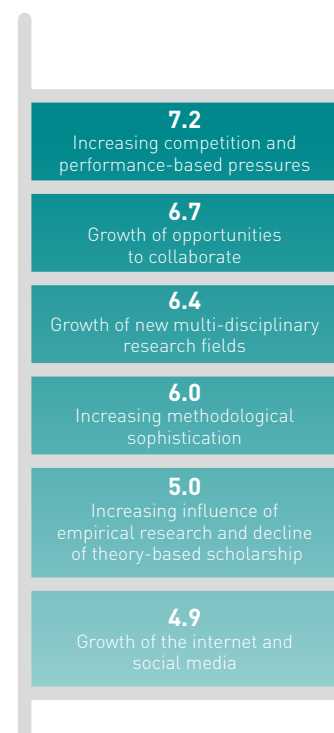 7.2
Increasing competition and
performance-based pressures
6.7
Growth of opportunities
to collaborate
6.4
Growth of new multi-disciplinary
research fields
6.0
Increasing methodological
sophistication
5.0
Increasing influence of
empirical research and decline
of theory-based scholarship
4.9
Growth of the internet and
social media